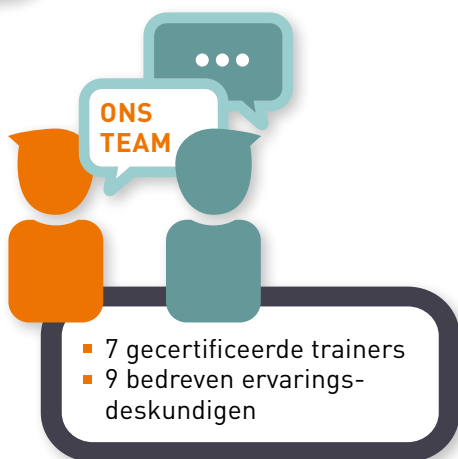 ONS
TEAM
7 gecertificeerde trainers
9 bedreven ervarings-
deskundigen